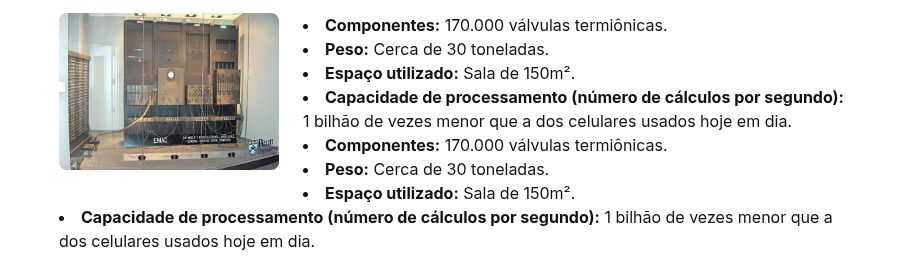 • Componentes: 170.000 válvulas termiônicas.
• Peso: Cerca de 30 toneladas.
• Espaço utilizado: Sala de 150m².
• Capacidade de processamento (número de cálculos por segundo):
1 bilhão de vezes menor que a dos celulares usados hoje em dia.
• Componentes: 170.000 válvulas termiônicas.
• Peso: Cerca de 30 toneladas.
• Espaço utilizado: Sala de 150m².
• Capacidade de processamento (número de cálculos por segundo): 1 bilhão de vezes menor que a
dos celulares usados hoje em dia.
ENIAC